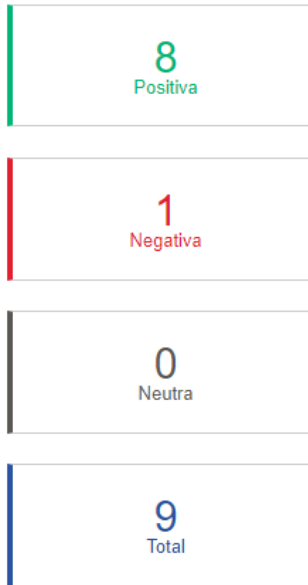 8
Positiva
1
Negativa
0
Neutra
9
Total